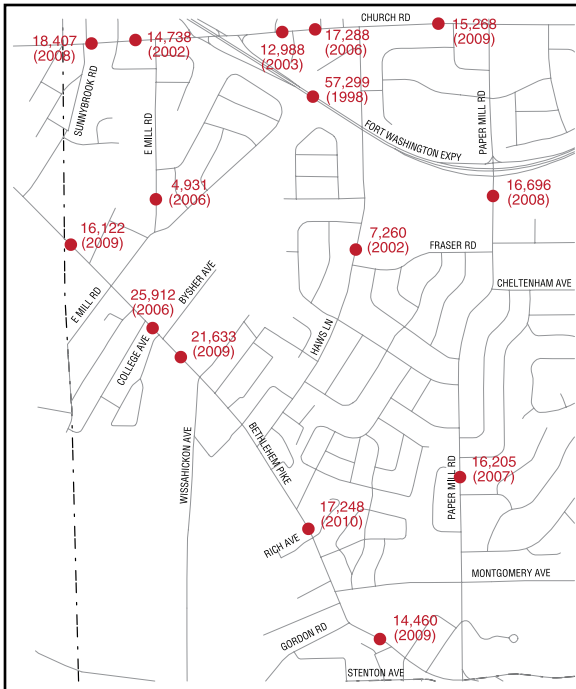 CHURCH RD
18,407
(2008)
14,738
(2002)
12,988
(2003)
17,288
(2006)
15,268
(2009)
SUNNYBROOK RD
E MILL RD
57,299
(1998)
FORT WASHINGTON EXPY
PAPER MILL RD
4,931
(2006)
16,696
(2008)
16,122
(2009)
7,260
(2002)
FRASER RD
E MILL RD
BYSHER AVE
CHELTENHAM AVE
25,912
(2006)
COLLEGE AVE
21,633
(2009)
HAWS LN
WISSAHICKON AVE
BETHLEHEM PIKE
PAPER MILL RD
16,205
(2007)
17,248
(2010)
RICH AVE
MONTGOMERY AVE
GORDON RD
14,460
(2009)
STENTON AVE